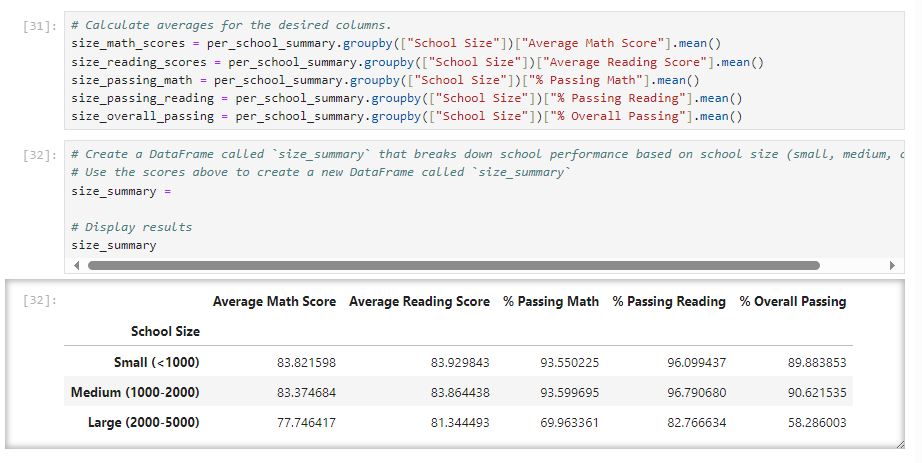 [31]: # Calculate averages for the desired columns.
size_math_scores = per_school_summary.groupby(["School Size"])["Average Math Score"].mean()
size_reading_scores = per_school_summary.groupby(["School Size"])["Average Reading Score"].mean()
size_passing_math = per_school_summary.groupby(["School Size"])["% Passing Math"].mean()
size_passing_reading = per_school_summary.groupby(["School Size"])["% Passing Reading"].mean()
size_overall_passing = per_school_summary.groupby(["School Size"])["% Overall Passing"].mean()
[32]: # Create a DataFrame called `size_summary` that breaks down school performance based on school size (small, medium,
# Use the scores above to create a new DataFrame called `size_summary`
size_summary =
# Display results
size_summary
[32]: Average Math Score Average Reading Score % Passing Math % Passing Reading % Overall Passing
School Size
Small (<1000) 83.821598 83.929843 93.550225 96.099437 89.883853
Medium (1000-2000) 83.374684 83.864438 93.599695 96.790680 90.621535
Large (2000-5000) 77.746417 81.344493 69.963361 82.766634 58.286003